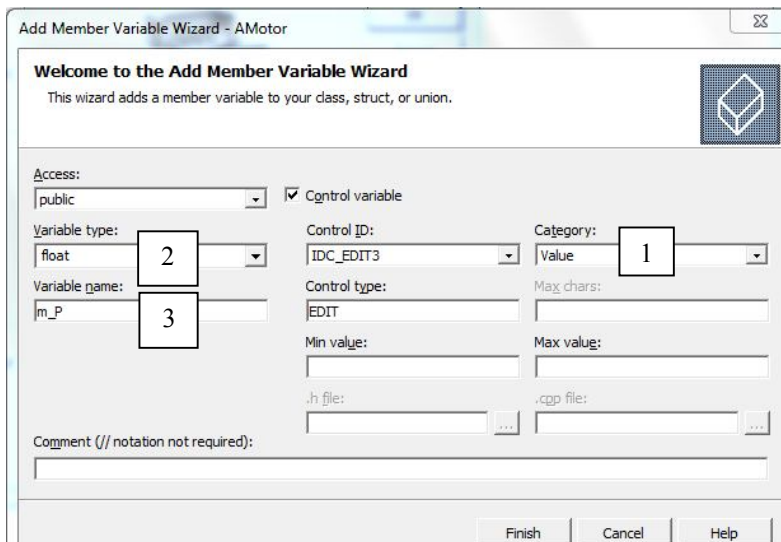 Add Member Variable Wizard - AMotor
Welcome to the Add Member Variable Wizard
This wizard adds a member variable to your class, struct, or union.
Access:
public
Control variable
Variable type:
Control ID:
Category:
float
2
IDC_EDIT3
Value
1
Variable name:
Control type:
Max chars:
m_P
3
EDIT
Min value:
Max value:
.h file:
.cpp file:
...
...
Comment (// notation not required):
Finish
Cancel
Help